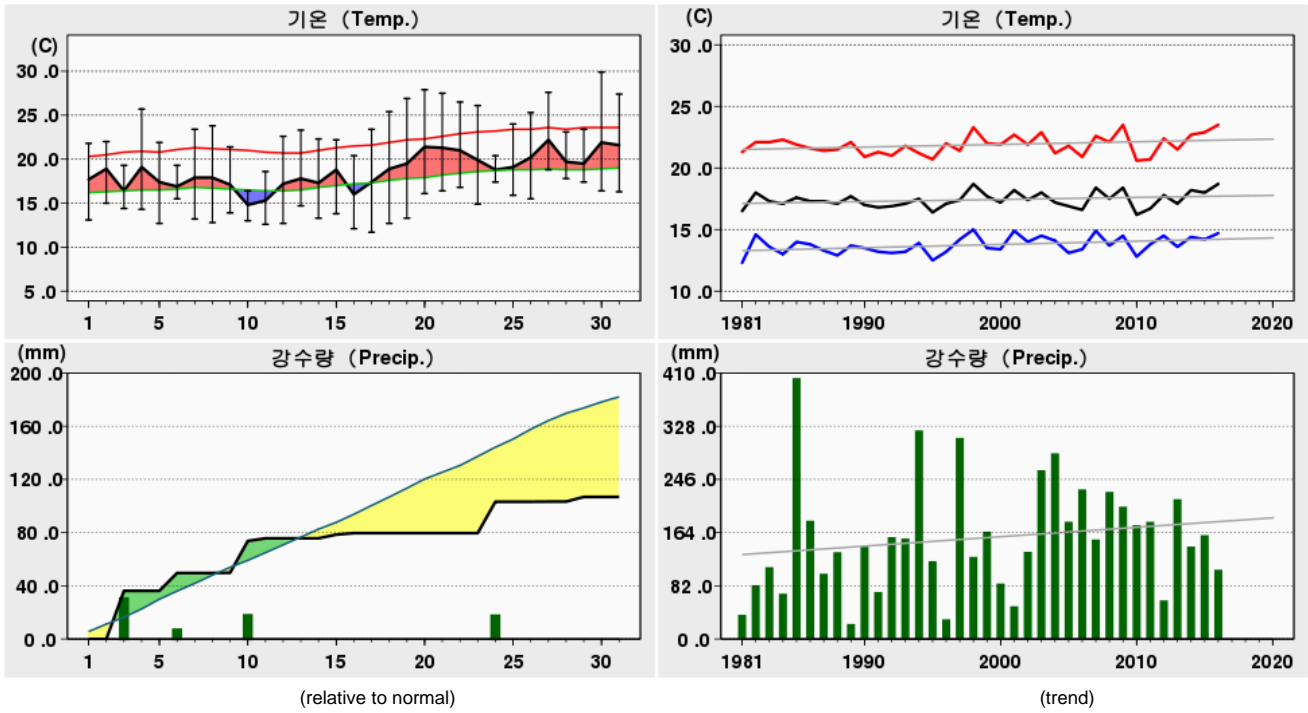 기온 (Temp.)
(C)
30 .0
25 .0
20 .0
15 .0
10 .0
5 .0
1 5 10 15 20 25 30
기온 (Temp.)
(C)
30 .0
25 .0
20 .0
15 .0
10 .0
1981 1990 2000 2010 2020
강수량 (Precip.)
(mm)
200 .0
160 .0
120 .0
80 .0
40 .0
0 .0
1 5 10 15 20 25 30
(relative to normal)
강수량 (Precip.)
(mm)
410 .0
328 .0
246 .0
164 .0
82 .0
0 .0
1981 1990 2000 2010 2020
(trend)